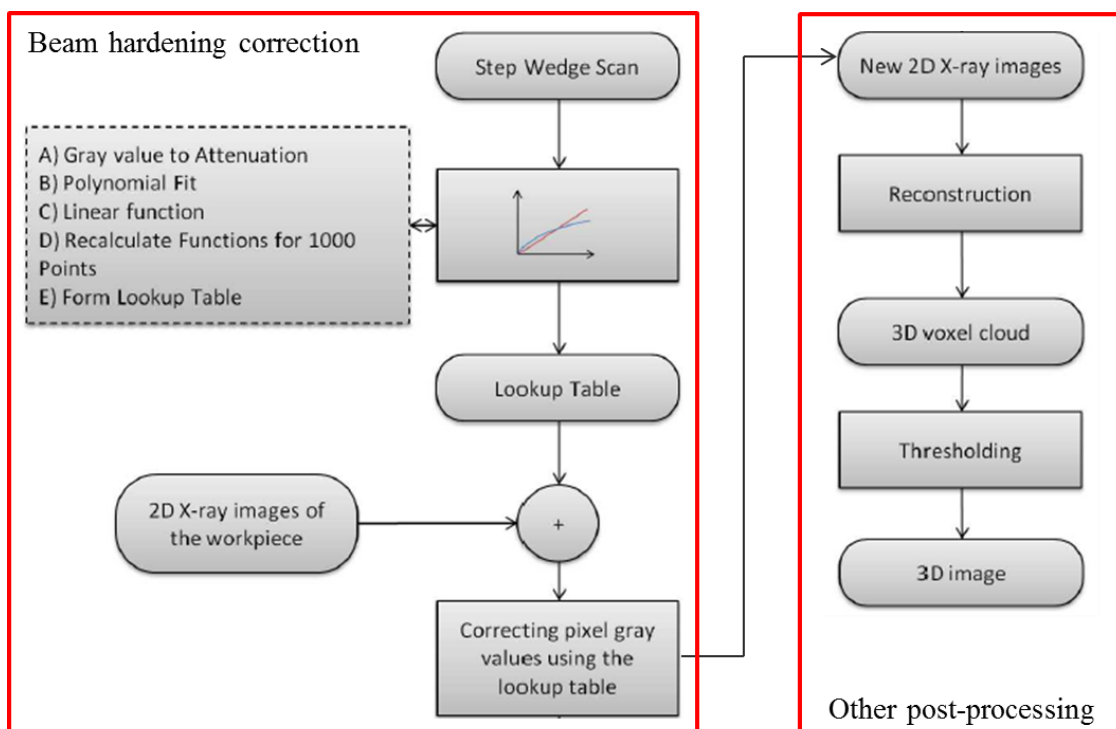 Beam hardening correction
Step Wedge Scan
A) Gray value to Attenuation
B) Polynomial Fit
C) Linear function
D) Recalculate Functions for 1000
Points
E) Form Lookup Table
Lookup Table
2D X-ray images of
the workpiece
+
Correcting pixel gray
values using the
lookup table
New 2D X-ray images
Reconstruction
3D voxel cloud
Thresholding
3D image
Other post-processing